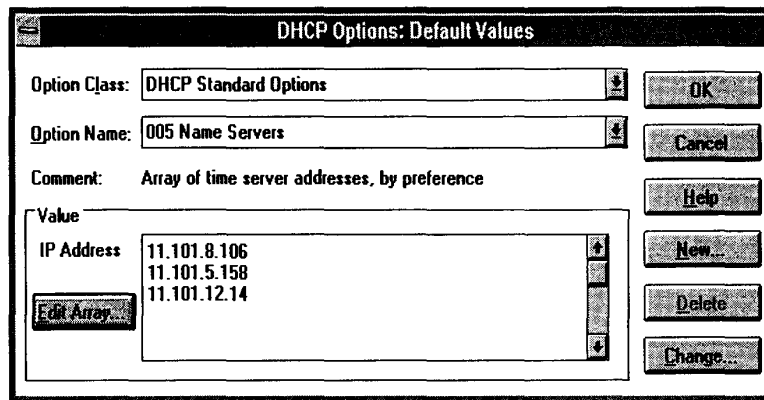 DHCP Options: Default Values
Option Class: DHCP Standard Options
OK
Option Name: 005 Name Servers
Cancel
Comment: Array of time server addresses, by preference
Help
Value
IP Address
11.101.8.106
11.101.5.158
11.101.12.14
New...
Edit Array...
Delete
Change...